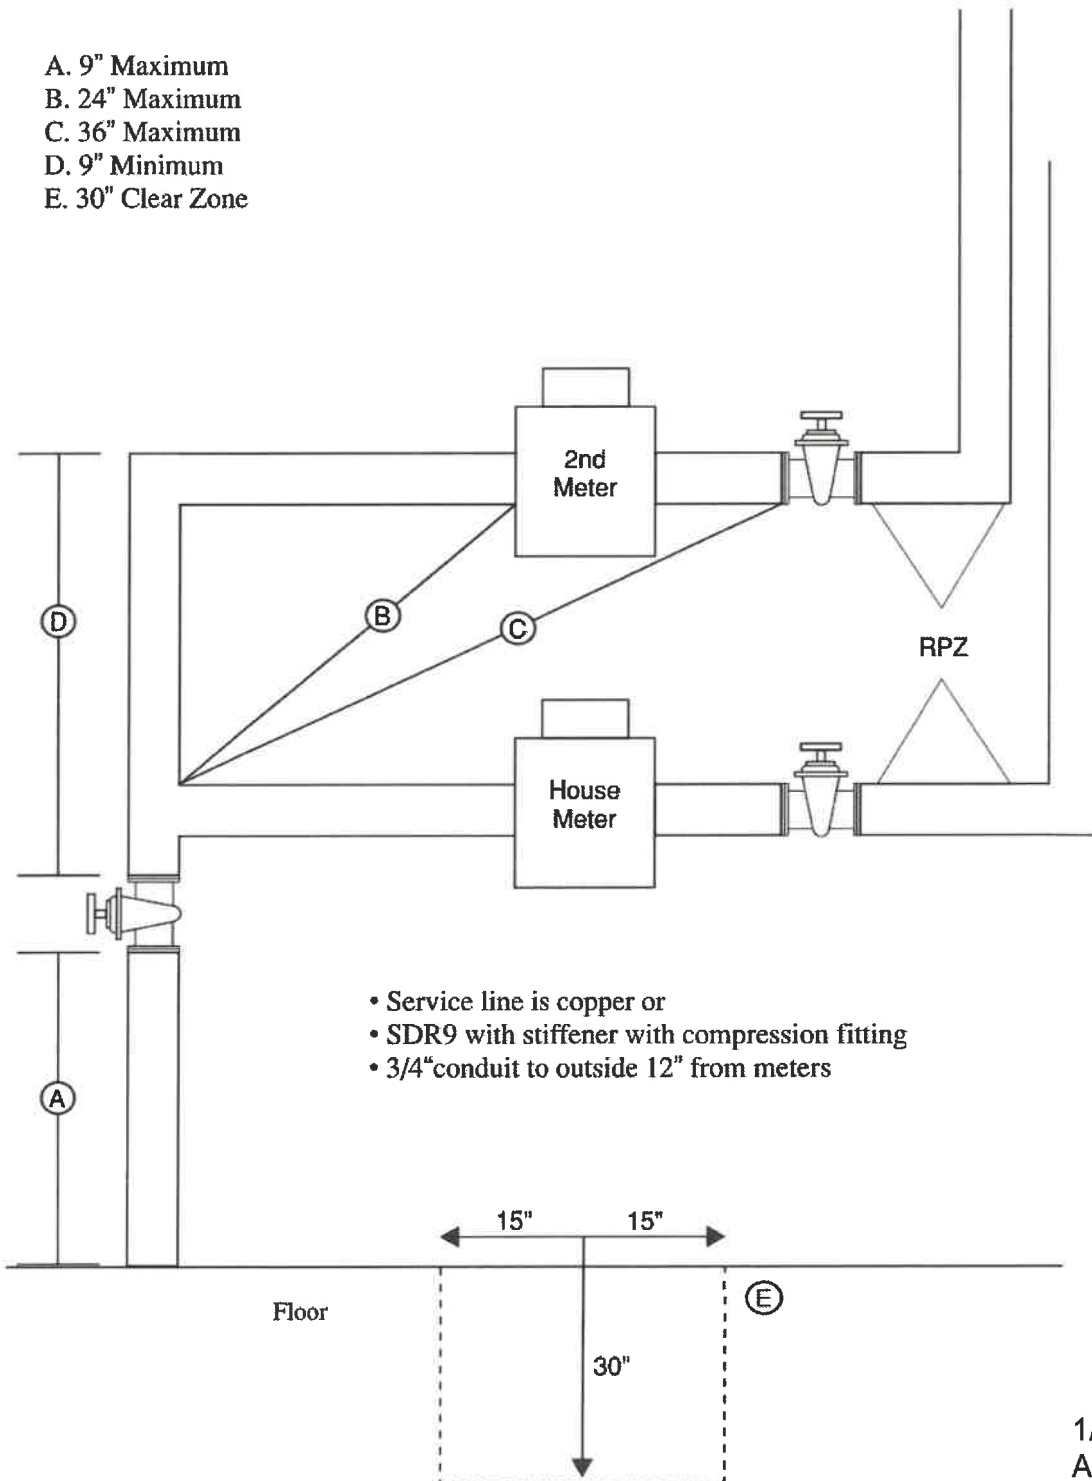 A. 9" Maximum
B. 24" Maximum
C. 36" Maximum
D. 9" Minimum
E. 30" Clear Zone
2nd
Meter
D
B
C
RPZ
House
Meter
• Service line is copper or
• SDR9 with stiffener with compression fitting
• 3/4“conduit to outside 12" from meters
A
15" 15"
E
Floor
30"